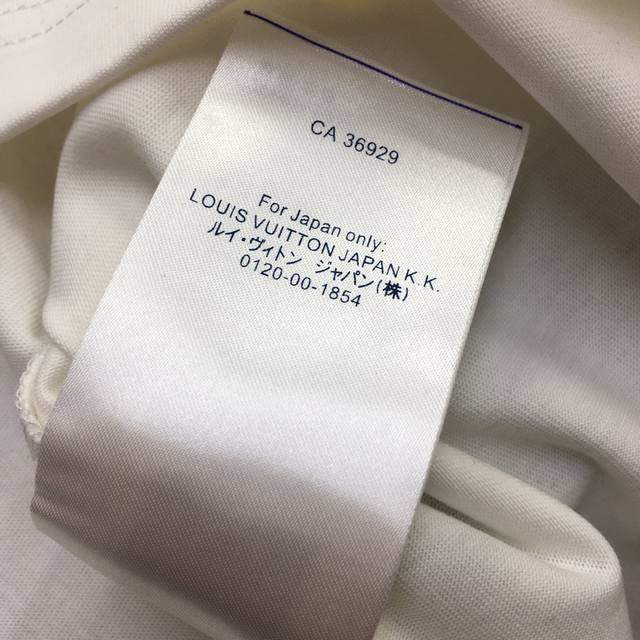 CA 36929
For Japan only:
LOUIS VUITTON JAPAN K.K.
ルイ・ヴィトン ジャパン(株)
0120-00-1854